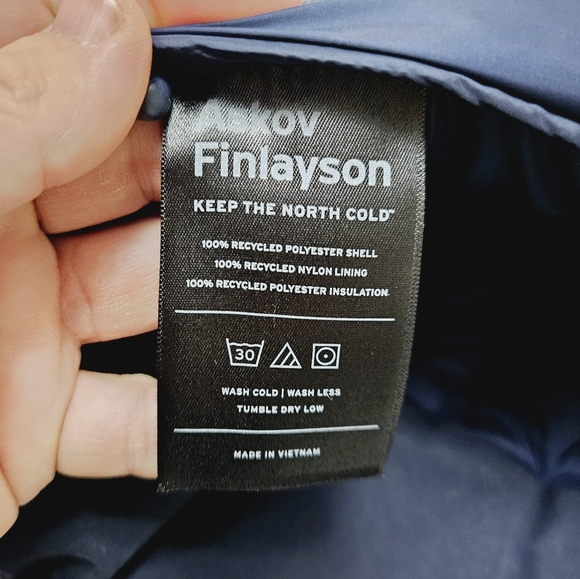 Askov
Finlayson
KEEP THE NORTH COLD™
100% RECYCLED POLYESTER SHELL
100% RECYCLED NYLON LINING
100% RECYCLED POLYESTER INSULATION
30
WASH COLD | WASH LESS
TUMBLE DRY LOW
MADE IN VIETNAM